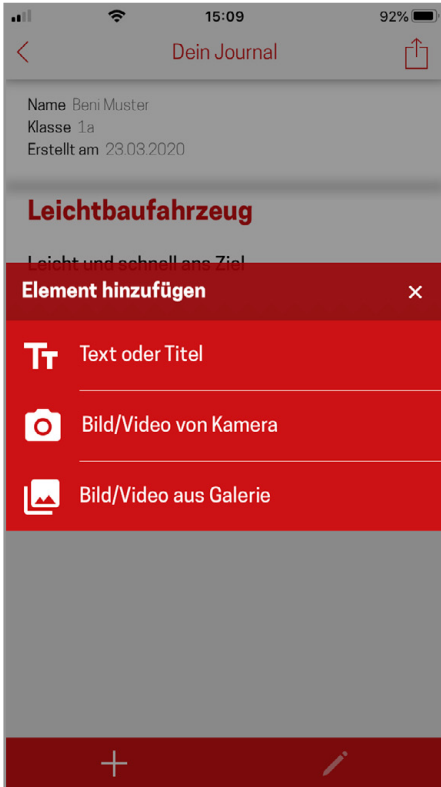 15:09
92%
Dein Journal
Name Beni Muster
Klasse 1a
Erstellt am 23.03.2020
Leichtbaufahrzeug
Leicht und schnell ans Ziel
Element hinzufügen
Text oder Titel
Bild/Video von Kamera
Bild/Video aus Galerie